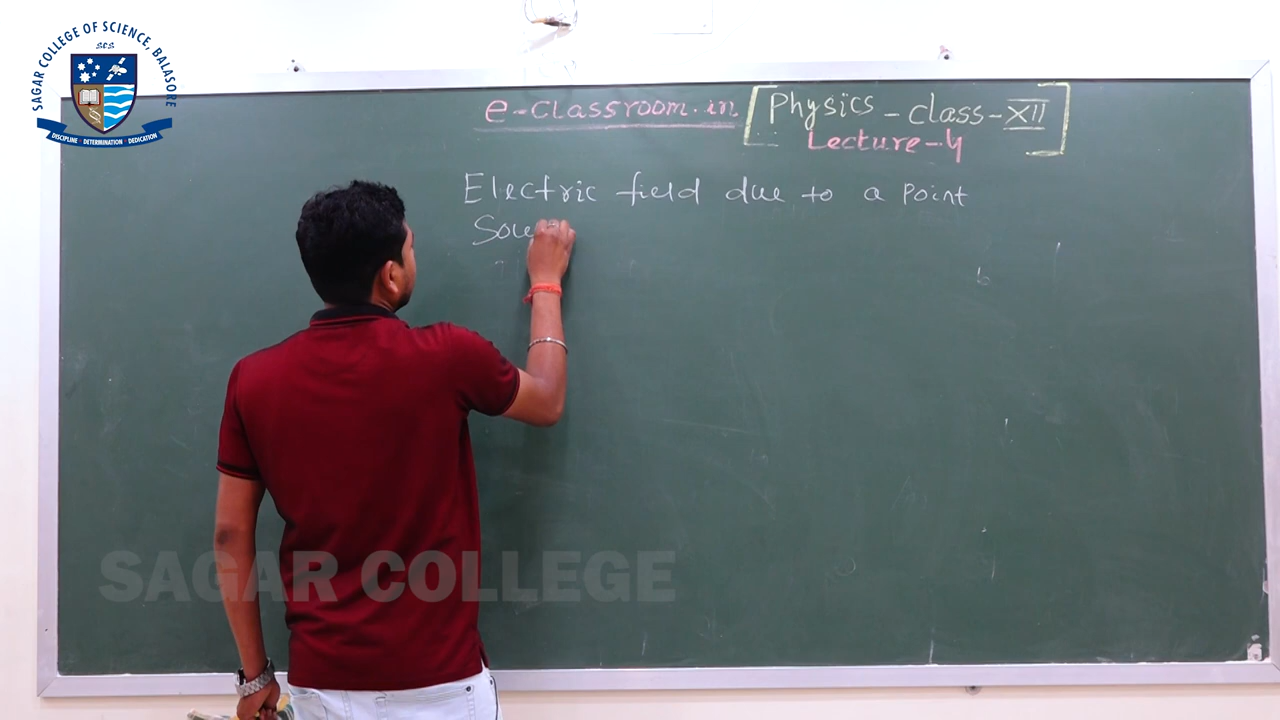 SAGAR COLLEGE OF SCIENCE, BALASORE
SCS
DISCIPLINE · DETERMINATION · DEDICATION
e-classroom.in [Physics - class - XII]
Lecture-4
Electric field due to a point
Sou
b
SAGAR COLLEGE